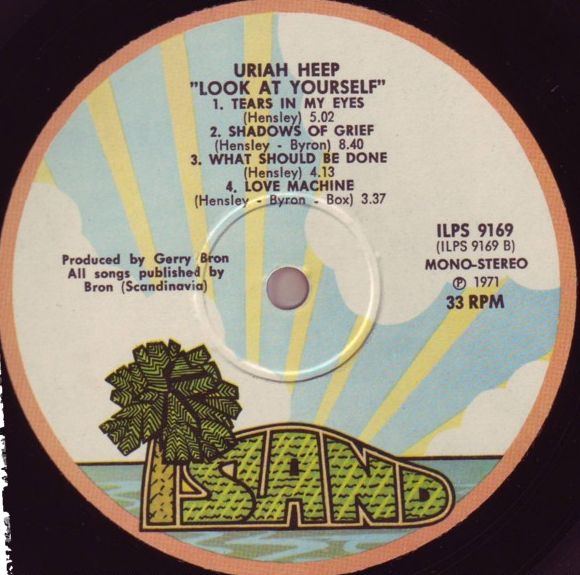 URIAH HEEP
"LOOK AT YOURSELF"
1. TEARS IN MY EYES
(Hensley) 5.02
2. SHADOWS OF GRIEF
(Hensley - Byron) 8.40
3. WHAT SHOULD BE DONE
(Hensley) 4.13
4. LOVE MACHINE
(Hensley - Byron - Box) 3.37
Produced by Gerry Bron
All songs published by
Bron (Scandinavia)
ILPS 9169
(ILPS 9169 B)
MONO-STEREO
℗ 1971
33 RPM
ISLAND